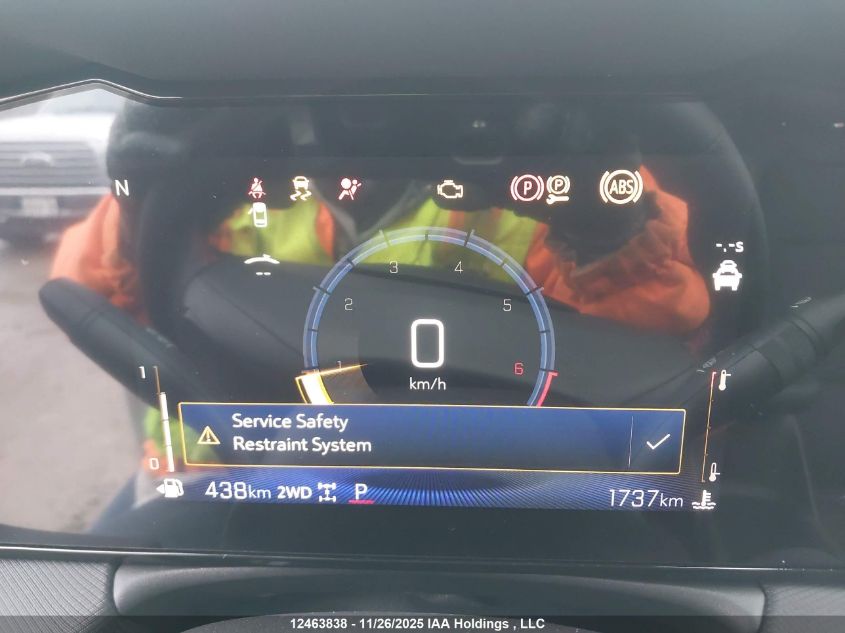 N
P
P
ABS
-.-s
--
3
4
2
5
1
6
0
km/h
1
0
Service Safety
Restraint System
438km 2WD P
1737km
12463838 - 11/26/2025 IAA Holdings , LLC